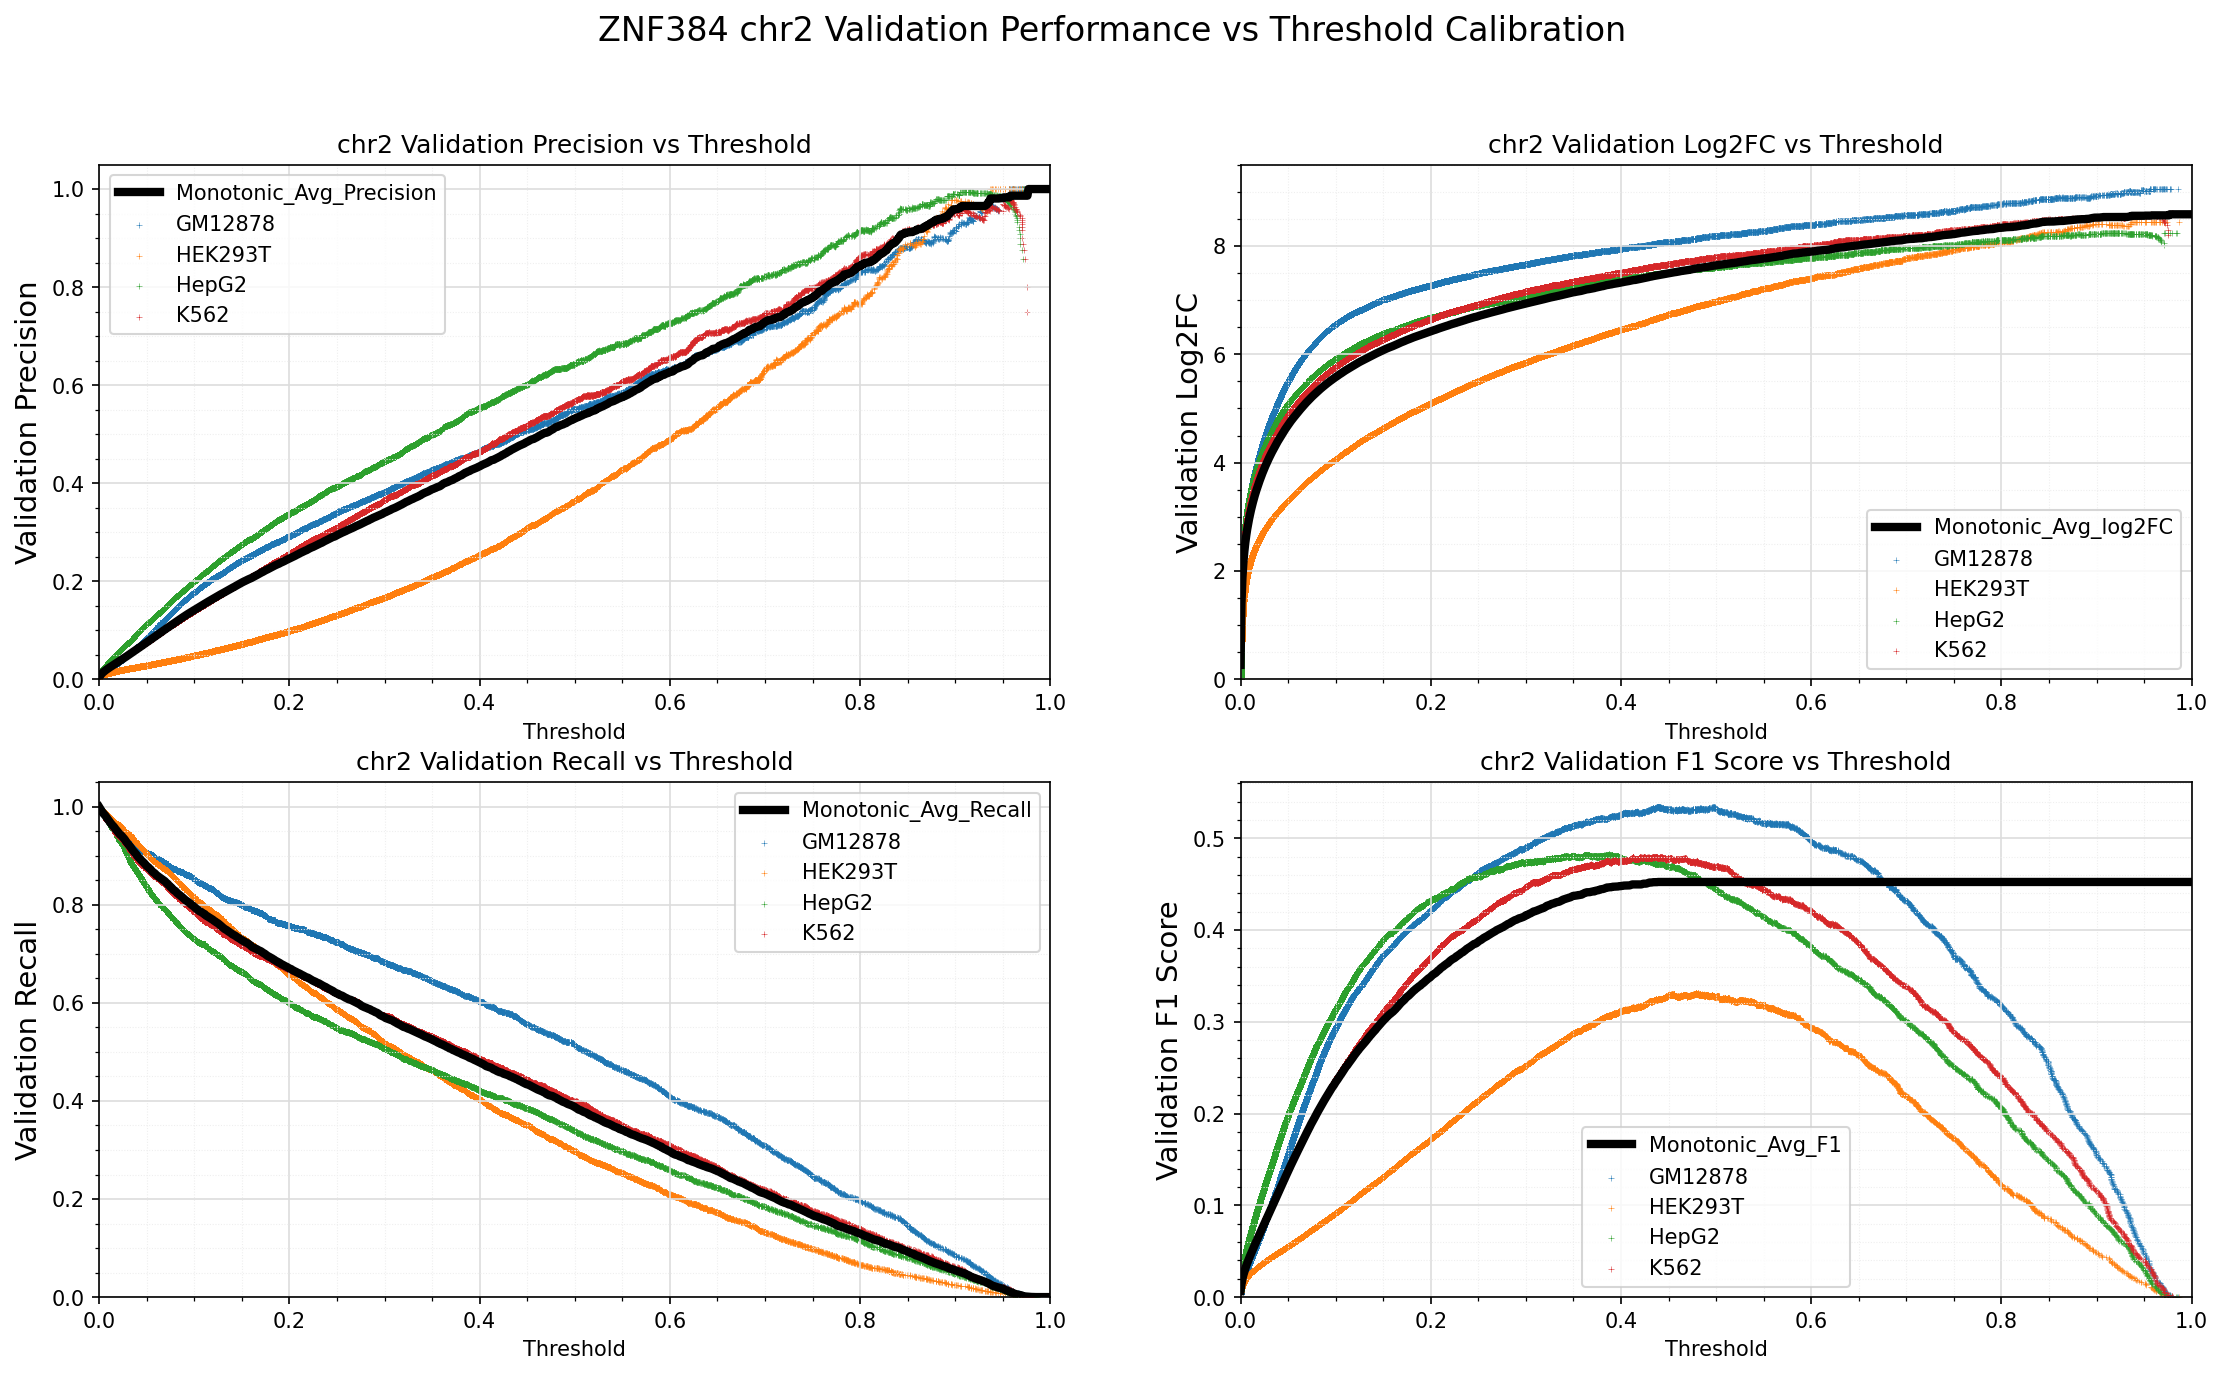 ZNF384 chr2 Validation Performance vs Threshold Calibration
chr2 Validation Precision vs Threshold
Validation Precision
1.0
0.8
0.6
0.4
0.2
0.0
Monotonic_Avg_Precision
GM12878
HEK293T
HepG2
K562
0.0 0.2 0.4 0.6 0.8 1.0
Threshold
chr2 Validation Log2FC vs Threshold
Validation Log2FC
8
6
4
2
0
Monotonic_Avg_log2FC
GM12878
HEK293T
HepG2
K562
0.0 0.2 0.4 0.6 0.8 1.0
Threshold
chr2 Validation Recall vs Threshold
Validation Recall
1.0
0.8
0.6
0.4
0.2
0.0
Monotonic_Avg_Recall
GM12878
HEK293T
HepG2
K562
0.0 0.2 0.4 0.6 0.8 1.0
Threshold
chr2 Validation F1 Score vs Threshold
Validation F1 Score
0.5
0.4
0.3
0.2
0.1
0.0
Monotonic_Avg_F1
GM12878
HEK293T
HepG2
K562
0.0 0.2 0.4 0.6 0.8 1.0
Threshold